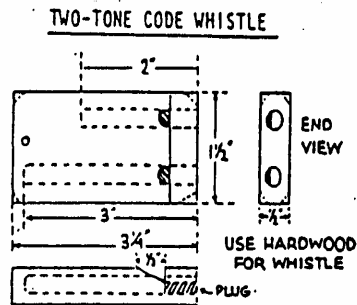 TWO-TONE CODE WHISTLE
2"
END
VIEW
1½"
3"
½"
3¼"
USE HARDWOOD
FOR WHISTLE
½"
PLUG.